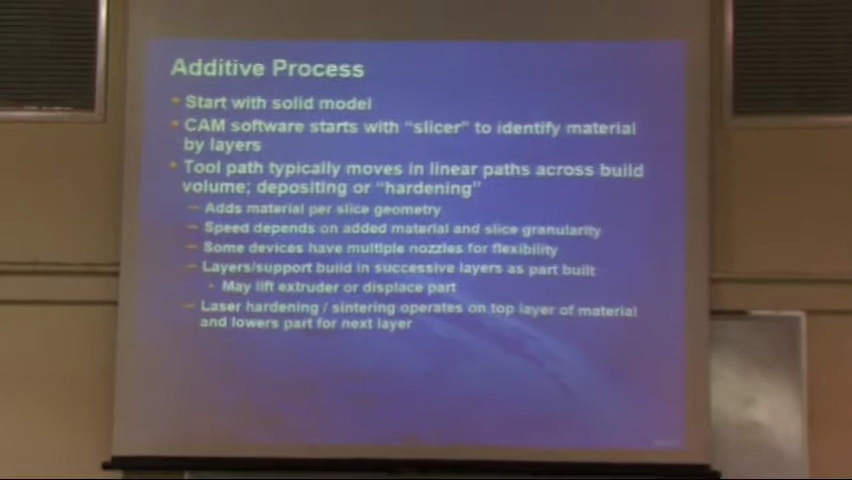 Additive Process
• Start with solid model
• CAM software starts with "slicer" to identify material
by layers
• Tool path typically moves in linear paths across build
volume; depositing or "hardening"
– Adds material per slice geometry
– Speed depends on added material and slice granularity
– Some devices have multiple nozzles for flexibility
– Layers/support build in successive layers as part built
• May lift extruder or displace part
– Laser hardening / sintering operates on top layer of material
and lowers part for next layer